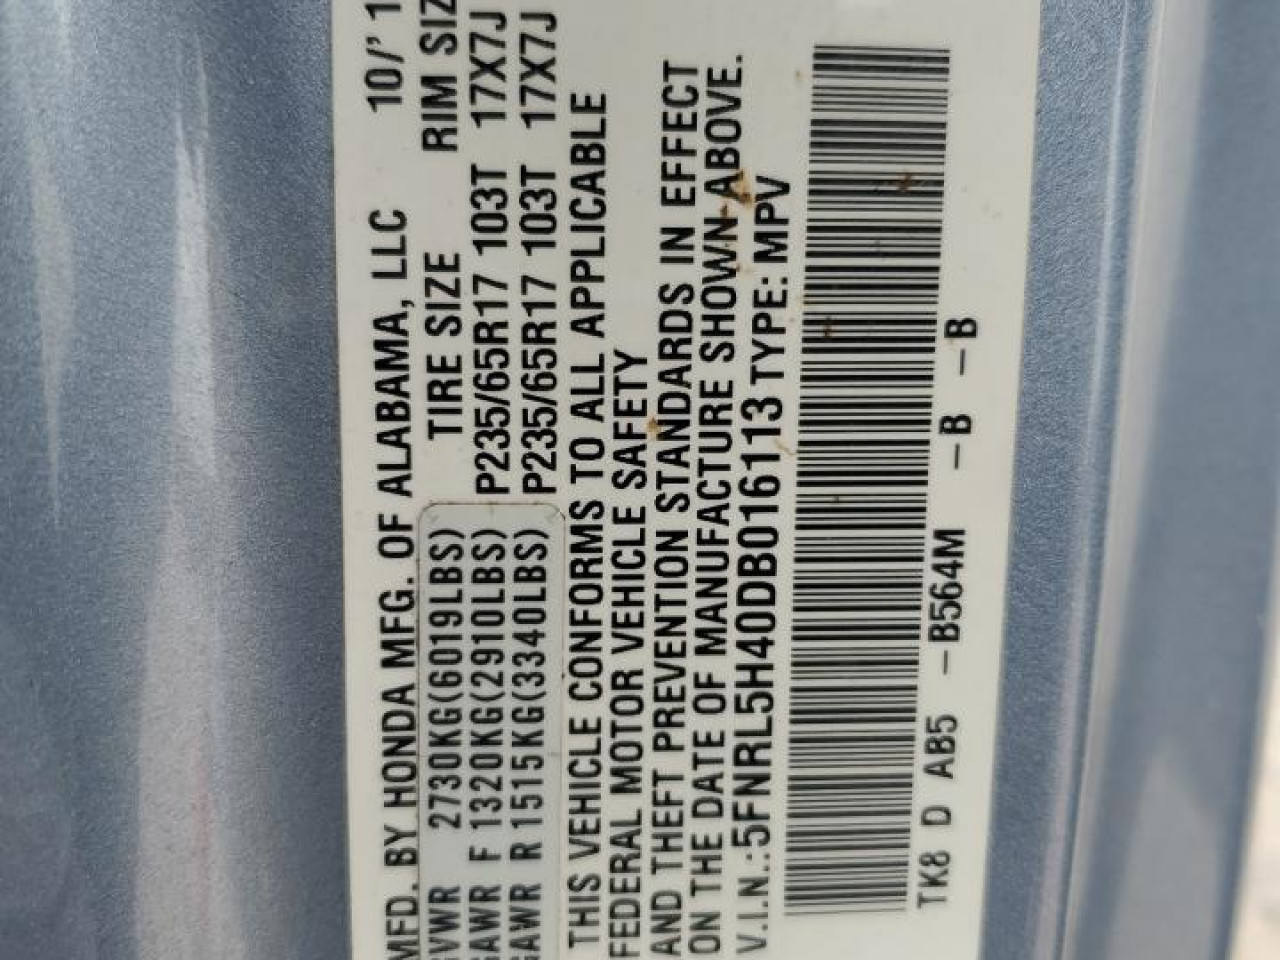 MFD. BY HONDA MFG. OF ALABAMA, LLC 10/'1
TIRE SIZE RIM SIZ
GVWR 2730KG(6019LBS)
GAWR F 1320KG(2910LBS) P235/65R17 103T 17X7J
GAWR R 1515KG(3340LBS) P235/65R17 103T 17X7J
THIS VEHICLE CONFORMS TO ALL APPLICABLE
FEDERAL MOTOR VEHICLE SAFETY
AND THEFT PREVENTION STANDARDS IN EFFECT
ON THE DATE OF MANUFACTURE SHOWN ABOVE.
V.I.N.:5FNRL5H40DB016113 TYPE: MPV
TK8 D AB5 -B564M -B -B